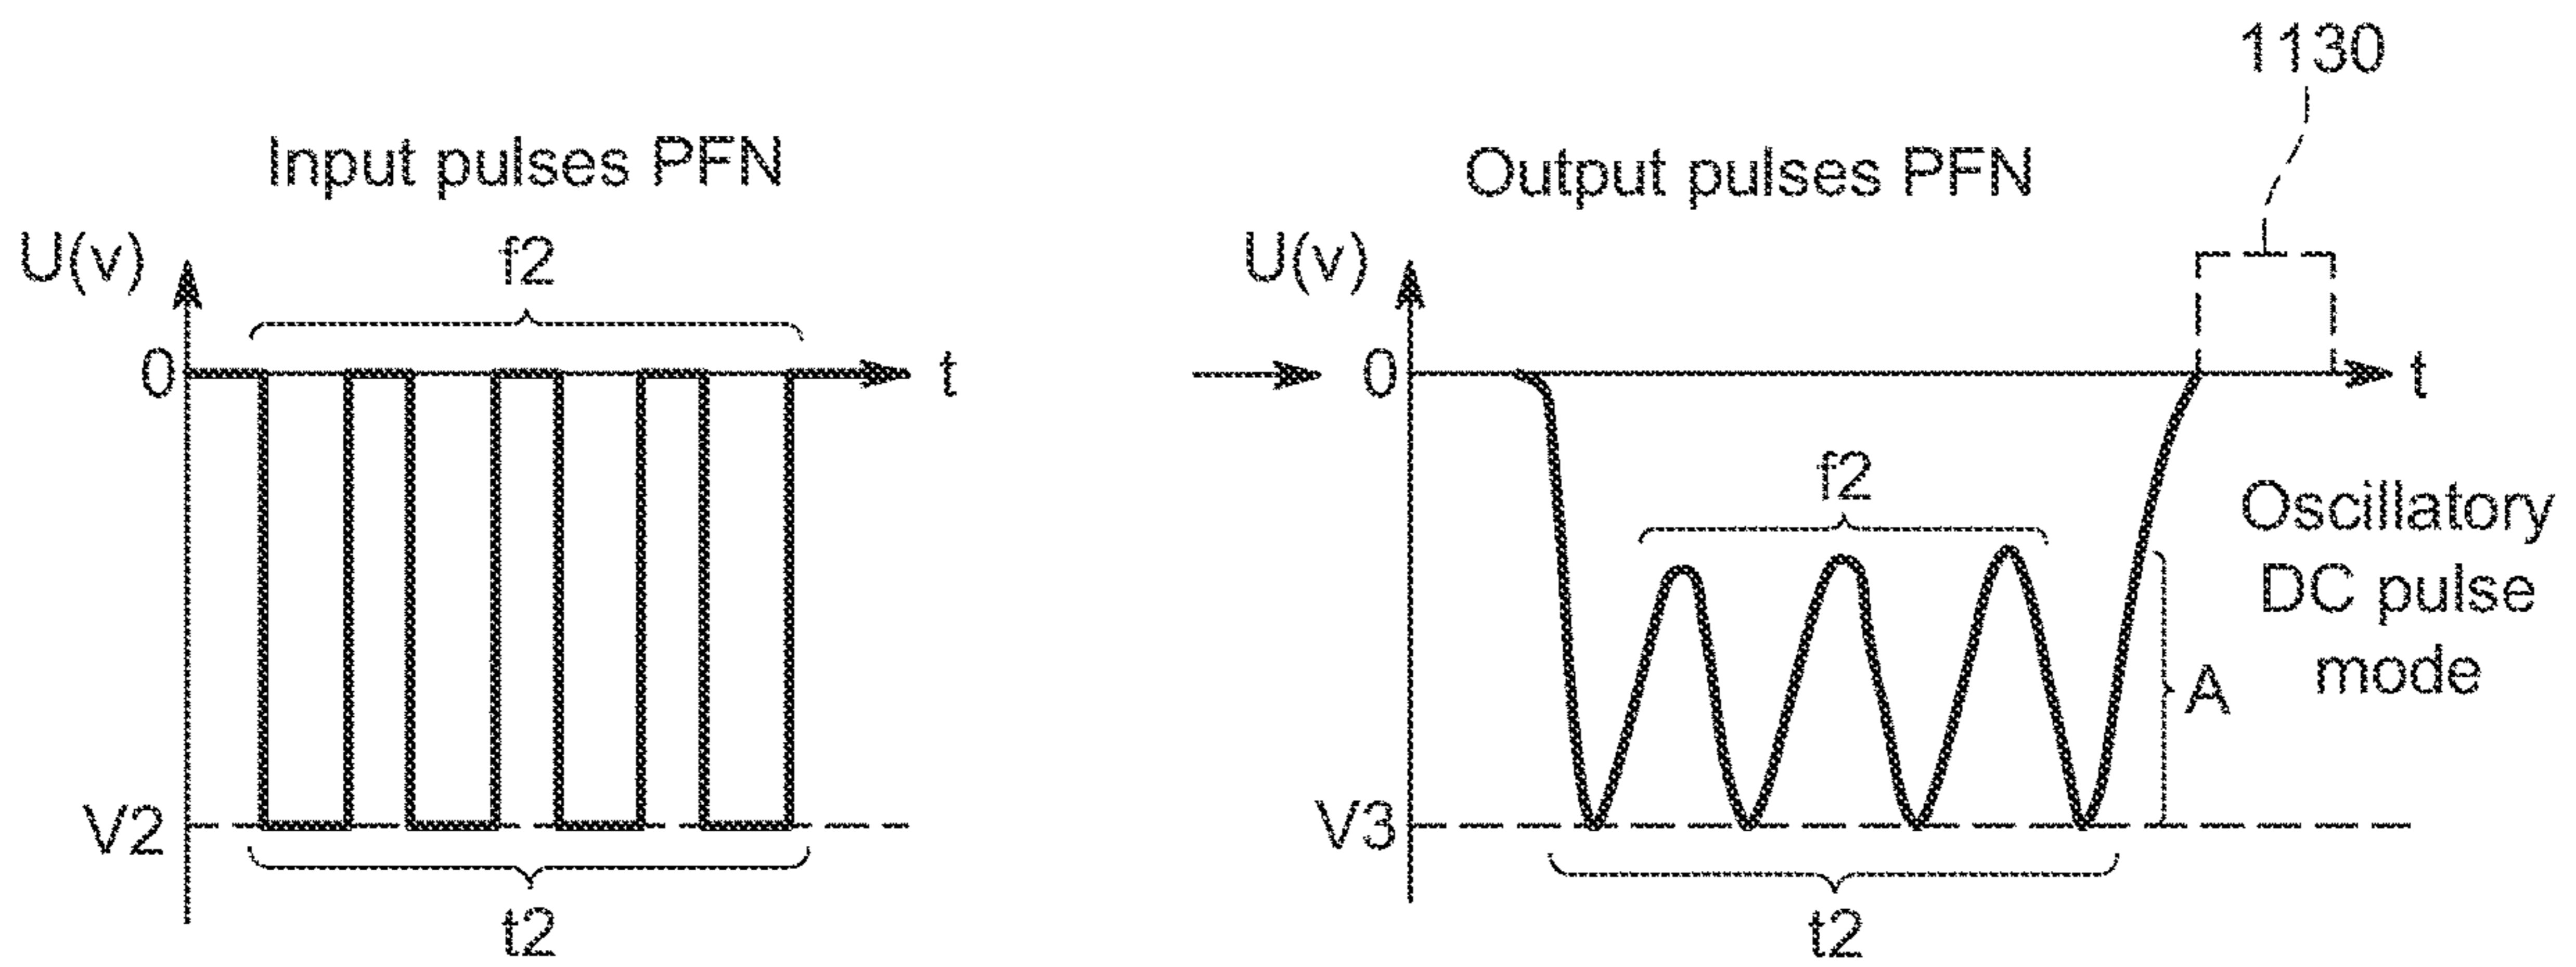 1130
Input pulses PFN
Output pulses PFN
U(v)
f2
0
t
V2
t2
U(v)
0
t
f2
Oscillatory
DC pulse
mode
A
V3
t2